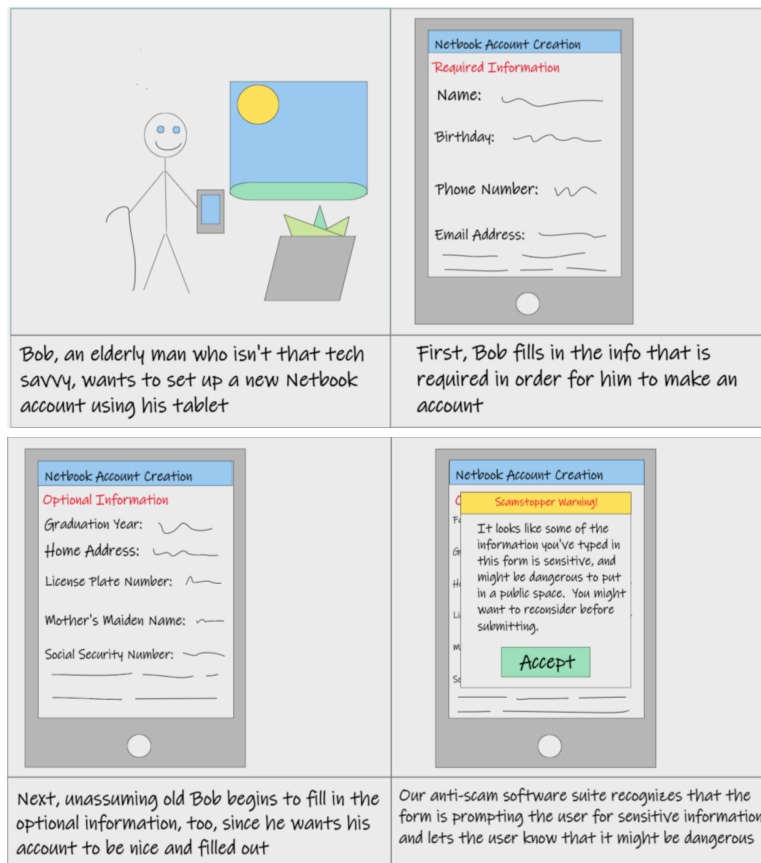 Netbook Account Creation
Required Information
Name:
Birthday:
Phone Number:
Email Address:
Bob, an elderly man who isn't that tech
savvy, wants to set up a new Netbook
account using his tablet
First, Bob fills in the info that is
required in order for him to make an
account
Netbook Account Creation
Optional Information
Graduation Year:
Home Address:
License Plate Number:
Mother's Maiden Name:
Social Security Number:
Netbook Account Creation
Scamstopper Warning!
It looks like some of the
information you've typed in
this form is sensitive, and
might be dangerous to put
in a public space. You might
want to reconsider before
submitting.
Accept
Next, unassuming old Bob begins to fill in the
optional information, too, since he wants his
account to be nice and filled out
Our anti-scam software suite recognizes that the
form is prompting the user for sensitive information
and lets the user know that it might be dangerous